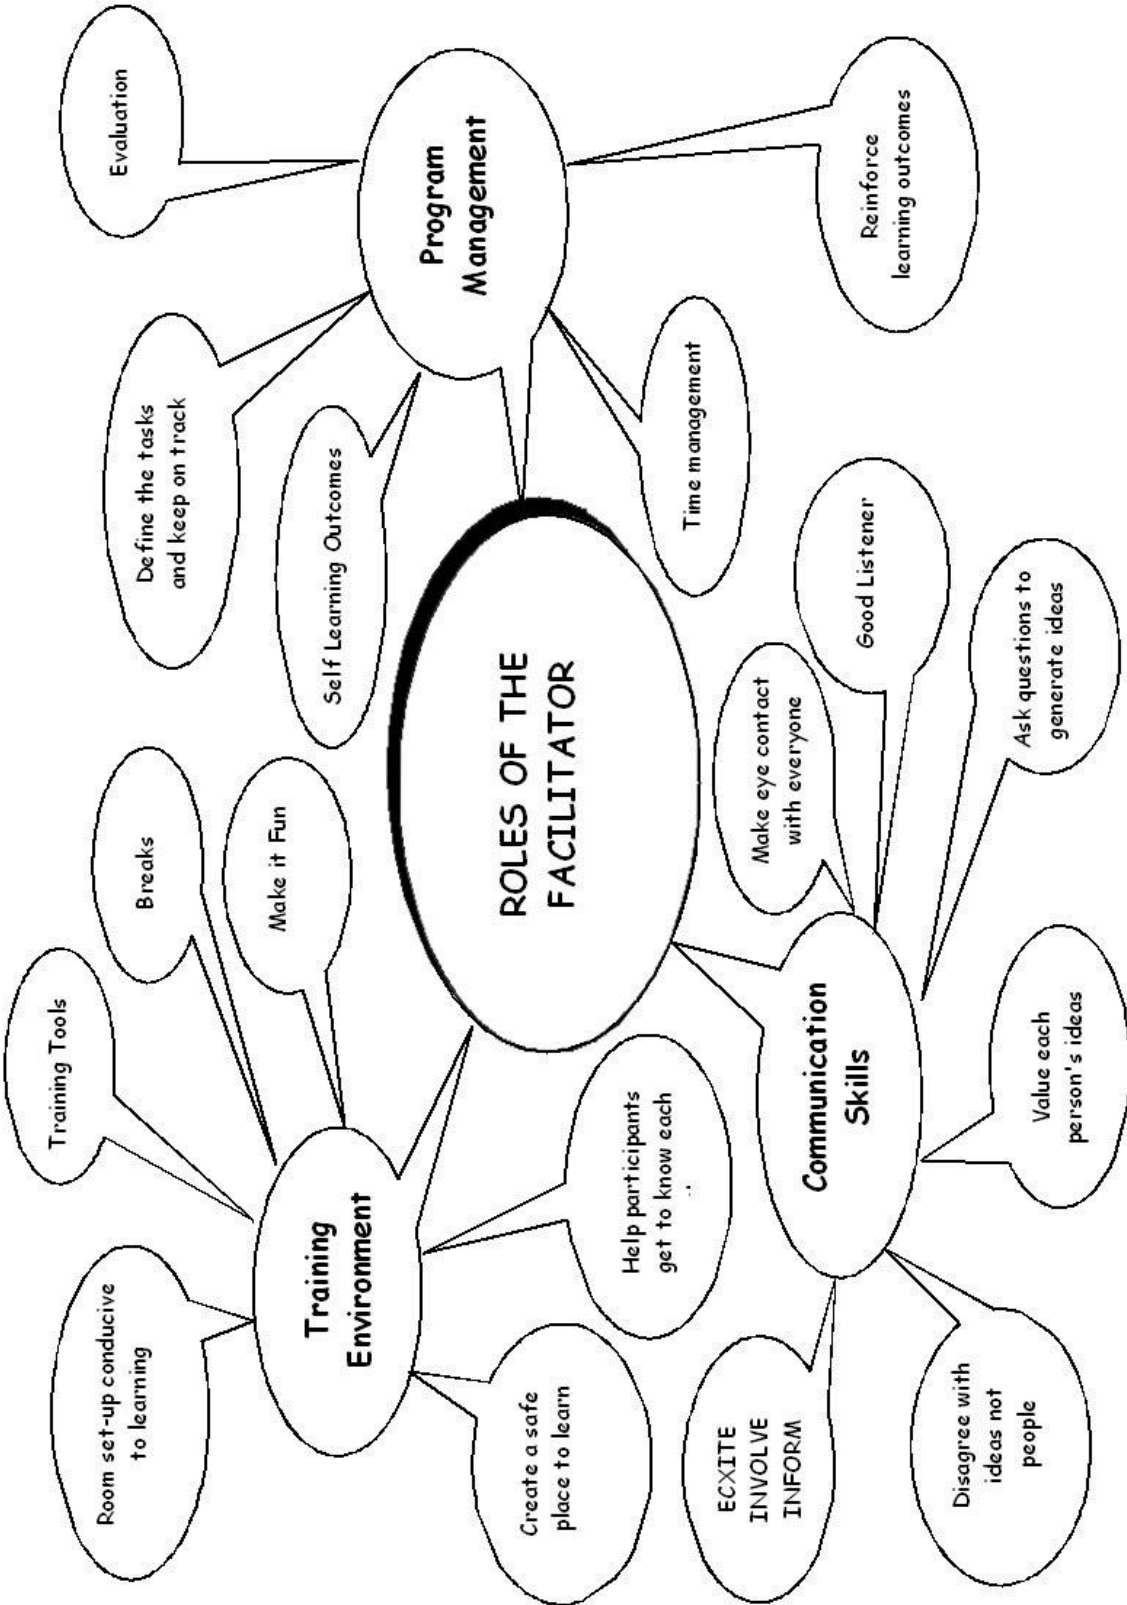 ROLES OF THE
FACILITATOR
Training
Environment
Room set-up conducive
to learning
Training Tools
Breaks
Make it Fun
Help participants
get to know each
Create a safe
place to learn
Program
Management
Self Learning Outcomes
Define the tasks
and keep on track
Evaluation
Reinforce
learning outcomes
Time management
Communication
Skills
Make eye contact
with everyone
Good Listener
Ask questions to
generate ideas
Value each
person's ideas
Disagree with
ideas not
people
ECXITE
INVOLVE
INFORM